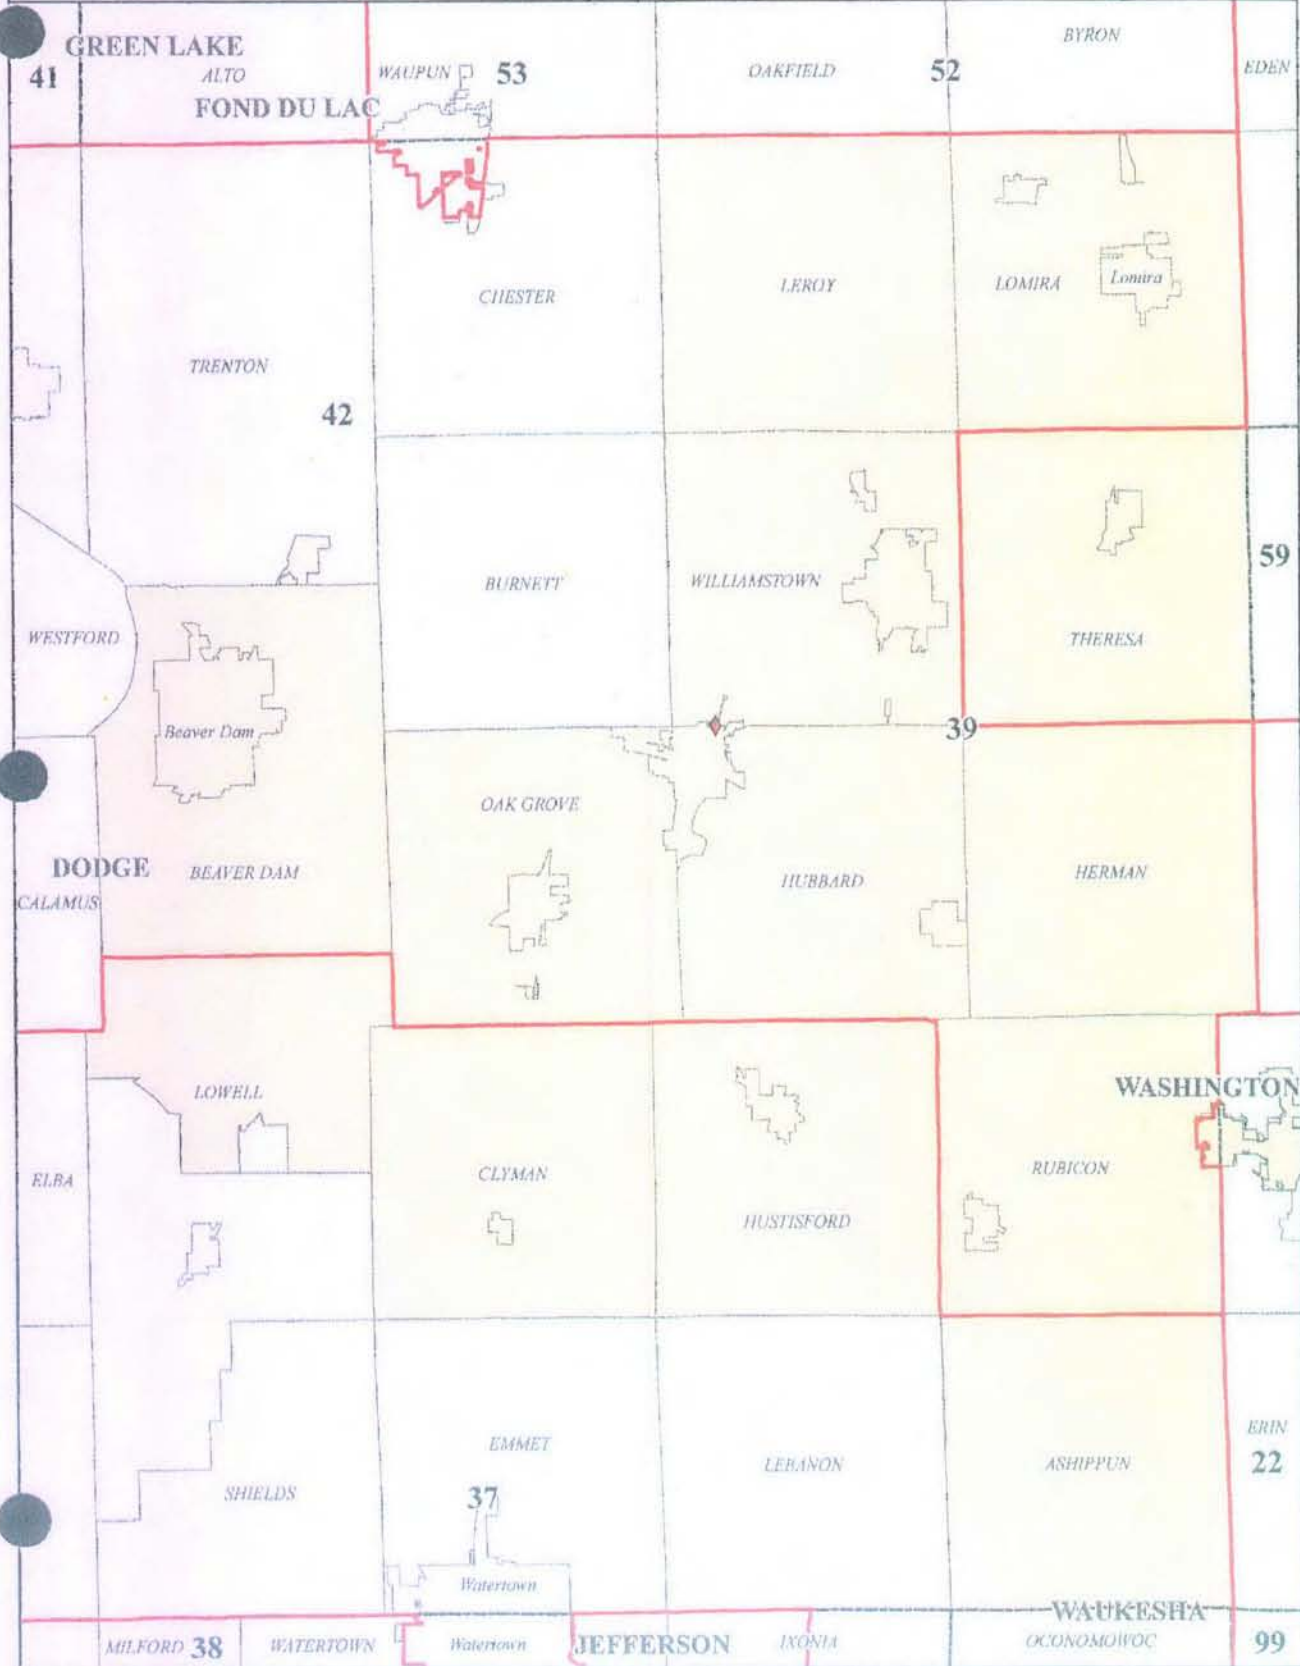 GREEN LAKE
BYRON
41
ALTO
WAUPUN
53
OAKFIELD
52
EDEN
FOND DU LAC
CHESTER
LEROY
LOMIRA
Lomira
TRENTON
42
BURNETT
WILLIAMSTOWN
59
WESTFORD
THERESA
Beaver Dam
39
OAK GROVE
DODGE
BEAVER DAM
HUBBARD
HERMAN
CALAMUS
LOWELL
WASHINGTON
ELBA
CLYMAN
RUBICON
HUSTISFORD
ERIN
EMMET
LEBANON
ASHIPPUN
22
SHIELDS
37
Watertown
WAUKESHA
MILFORD
38
WATERTOWN
Watertown
JEFFERSON
IXONIA
OCONOMOWOC
99